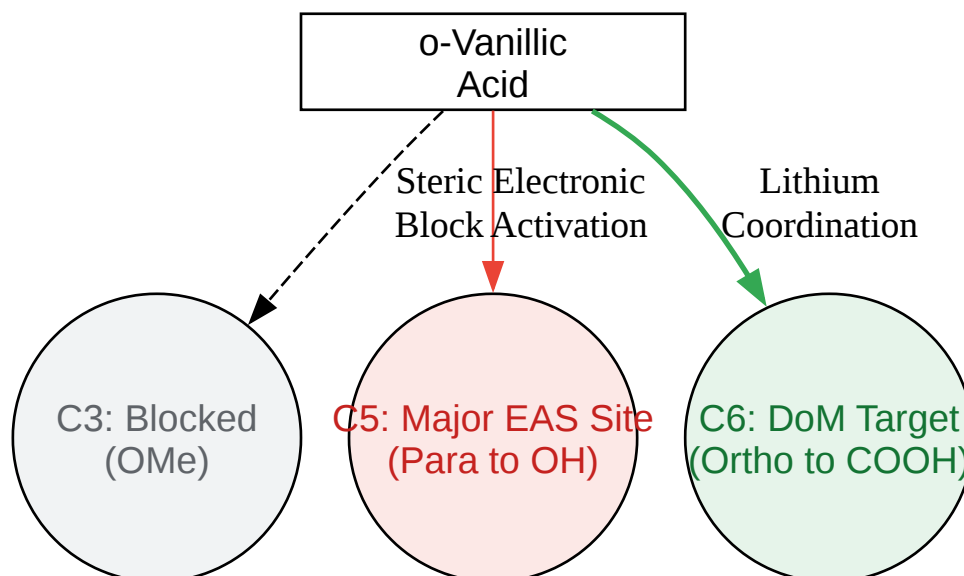 o-Vanillic
Acid
Steric
Block
Electronic
Activation
Lithium
Coordination
C3: Blocked
(OMe)
C5: Major EAS Site
(Para to OH)
C6: DoM Target
(Ortho to COOH)